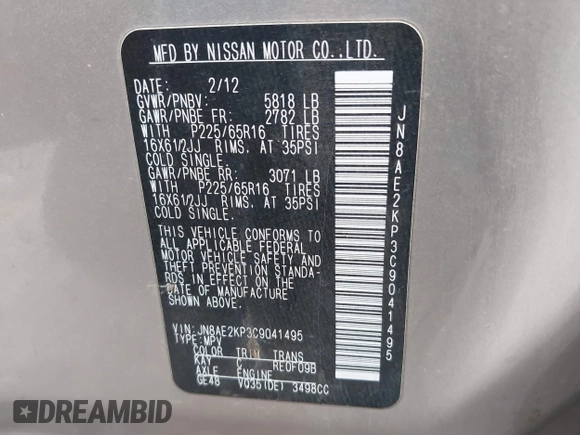 MFD BY NISSAN MOTOR CO.,LTD.
DATE: 2/12
GVWR/PNBV: 5818 LB
GAWR/PNBE FR: 2782 LB
WITH P225/65R16 TIRES
16X61/2JJ RIMS. AT 35PSI
COLD SINGLE.
GAWR/PNBE RR: 3071 LB
WITH P225/65R16 TIRES
16X61/2JJ RIMS. AT 35PSI
COLD SINGLE.
THIS VEHICLE CONFORMS TO
ALL APPLICABLE FEDERAL
MOTOR VEHICLE SAFETY AND
THEFT PREVENTION STANDA-
RDS IN EFFECT ON THE
DATE OF MANUFACTURE
SHOWN ABOVE.
VIN:JN8AE2KP3C9041495
TYPE:MPV
COLOR TRIM TRANS
KAY C RE0F09B
AXLE ENGINE
GE48 VQ35(DE) 3498CC
JN8AE2KP3C9041495
DREAMBID